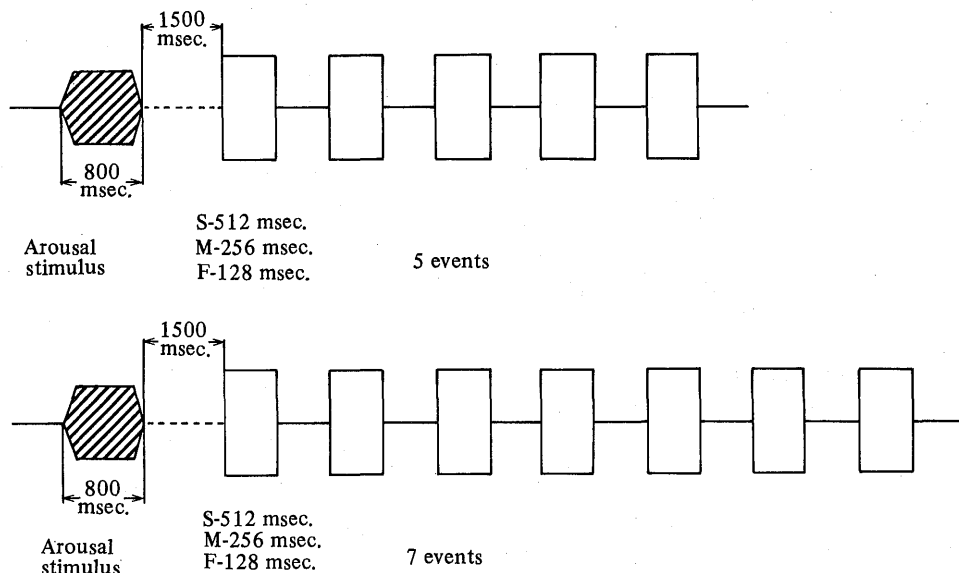 1500
msec.
800
msec.
Arousal
stimulus
S-512 msec.
M-256 msec.
F-128 msec.
5 events
1500
msec.
800
msec.
Arousal
stimulus
S-512 msec.
M-256 msec.
F-128 msec.
7 events